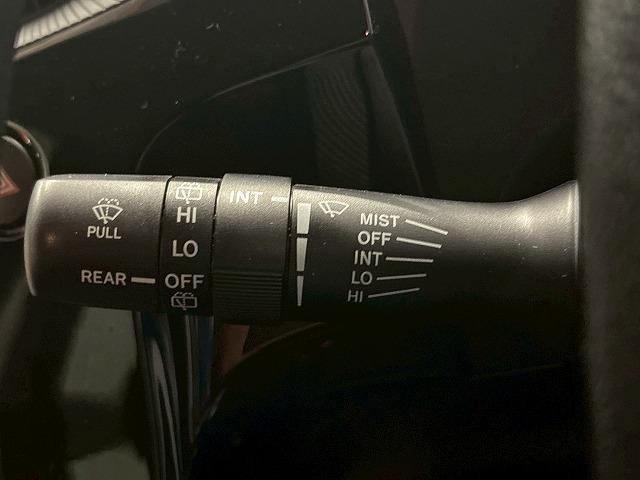 PULL
REAR
HI
LO
OFF
INT
MIST
OFF
INT
LO
HI